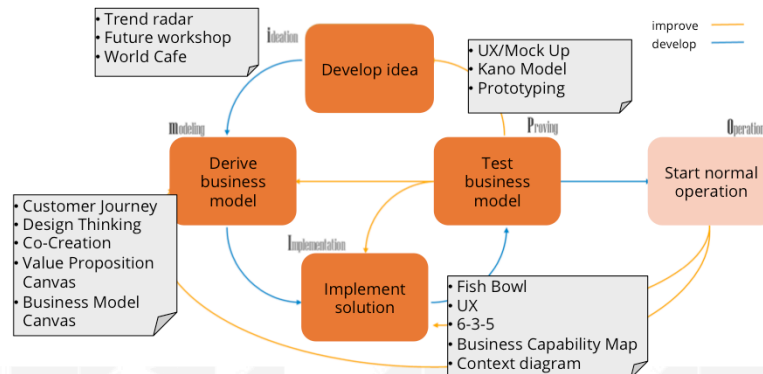 • Trend radar
• Future workshop
• World Cafe
ideation
Develop idea
• UX/Mock Up
• Kano Model
• Prototyping
improve
develop
modeling
Derive
business
model
Proving
Test
business
model
Operation
Start normal
operation
• Customer Journey
• Design Thinking
• Co-Creation
• Value Proposition
Canvas
• Business Model
Canvas
Implementation
Implement
solution
• Fish Bowl
• UX
• 6-3-5
• Business Capability Map
• Context diagram